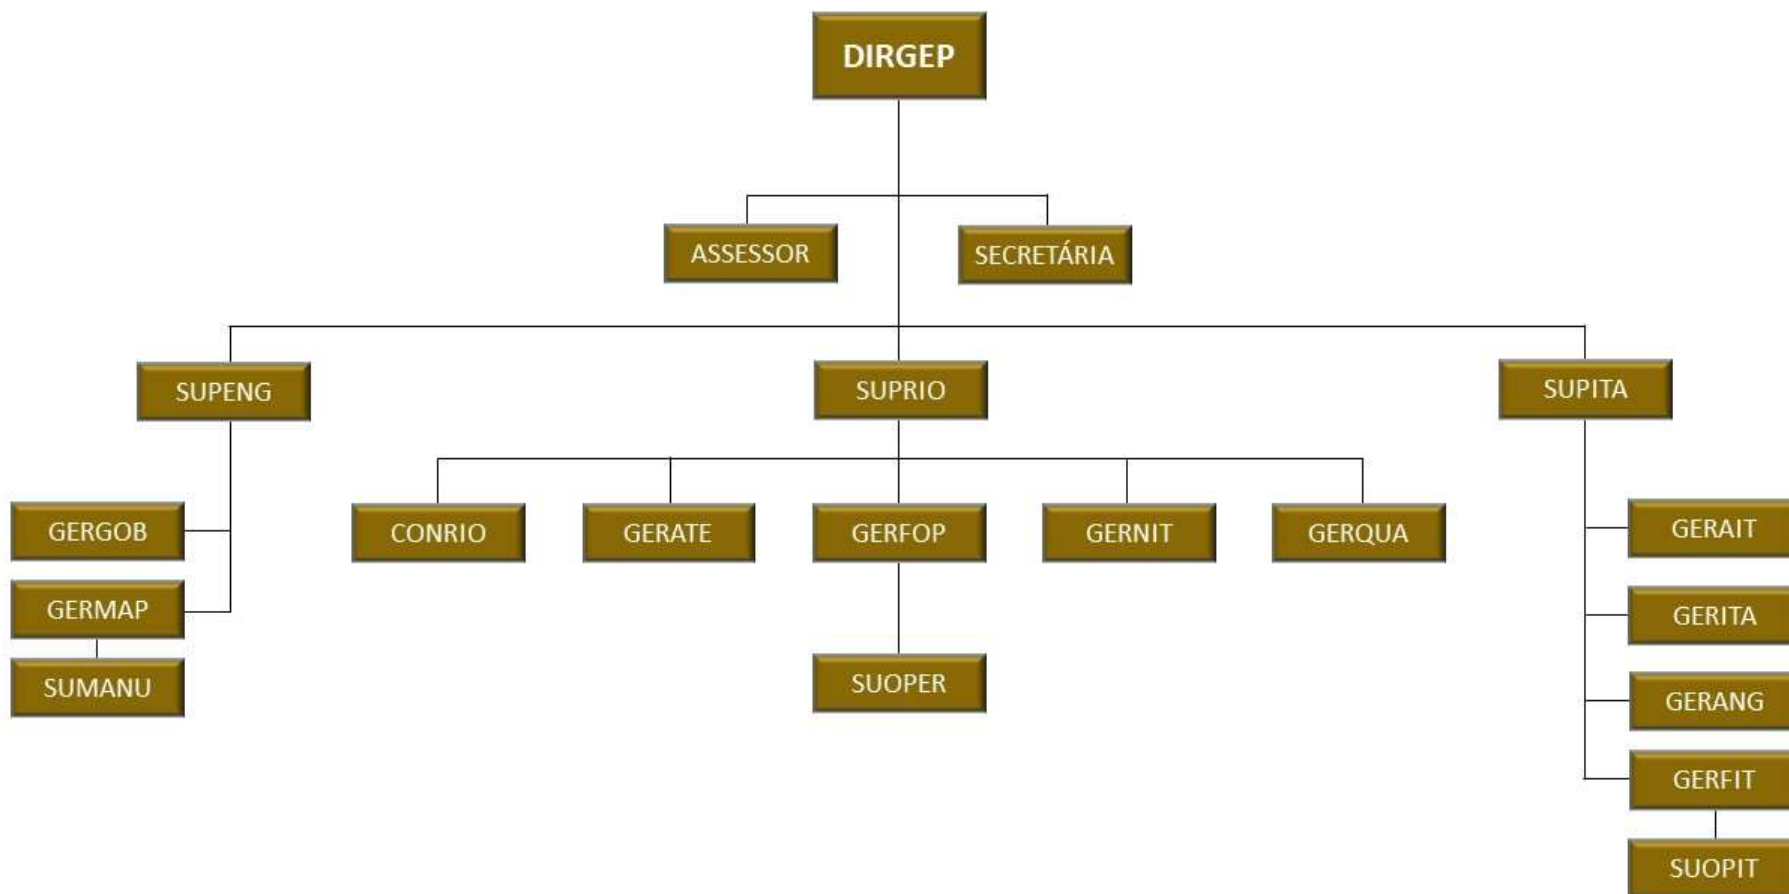 DIRGEP
ASSESSOR
SECRETÁRIA
SUPENG
SUPRIO
SUPITA
GERGOB
CONRIO
GERATE
GERFOP
GERNIT
GERQUA
GERAIT
GERMAP
GERITA
SUMANU
SUOPER
GERANG
GERFIT
SUOPIT